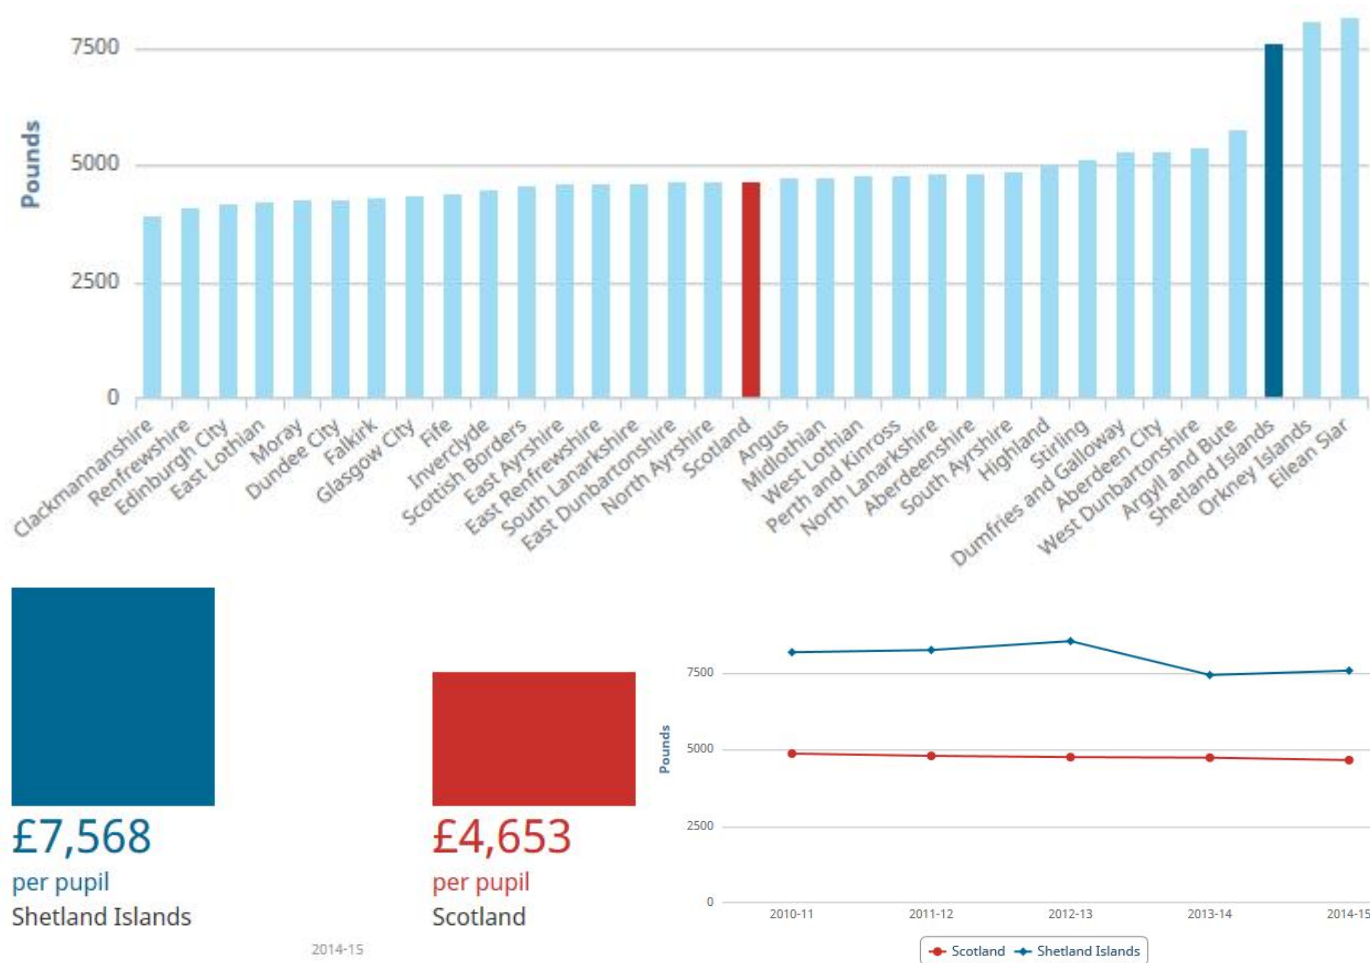 7500
5000
2500
0
Pounds
Clackmannanshire
Renfrewshire
Edinburgh City
East Lothian
Moray
Dundee City
Falkirk
Glasgow City
Fife
Inverclyde
Scottish Borders
East Ayrshire
East Renfrewshire
South Lanarkshire
East Dunbartonshire
North Ayrshire
Scotland
Angus
Midlothian
West Lothian
Perth and Kinross
North Lanarkshire
Aberdeenshire
South Ayrshire
Highland
Stirling
Dumfries and Galloway
Aberdeen City
West Dunbartonshire
Argyll and Bute
Shetland Islands
Orkney Islands
Eilean Siar
£7,568
per pupil
Shetland Islands
£4,653
per pupil
Scotland
2014-15
7500
5000
2500
0
Pounds
2010-11
2011-12
2012-13
2013-14
2014-15
Scotland
Shetland Islands